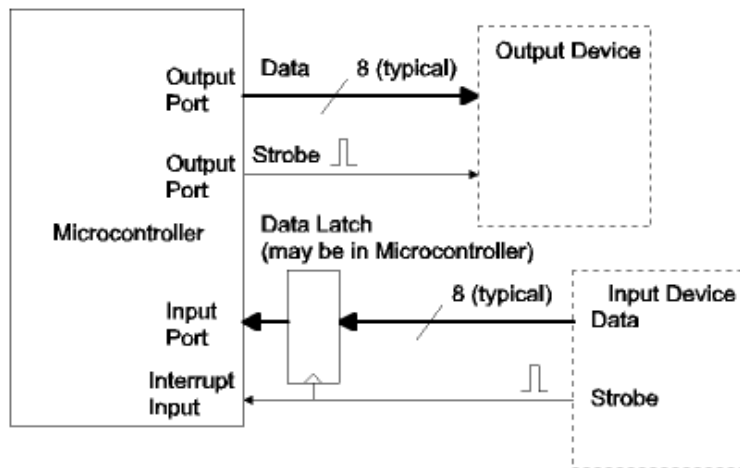 Output Device
Data
8 (typical)
Output
Port
Output
Port
Strobe
Microcontroller
Data Latch
(may be in Microcontroller)
Input
Port
8 (typical)
Input Device
Data
Interrupt
Input
Strobe